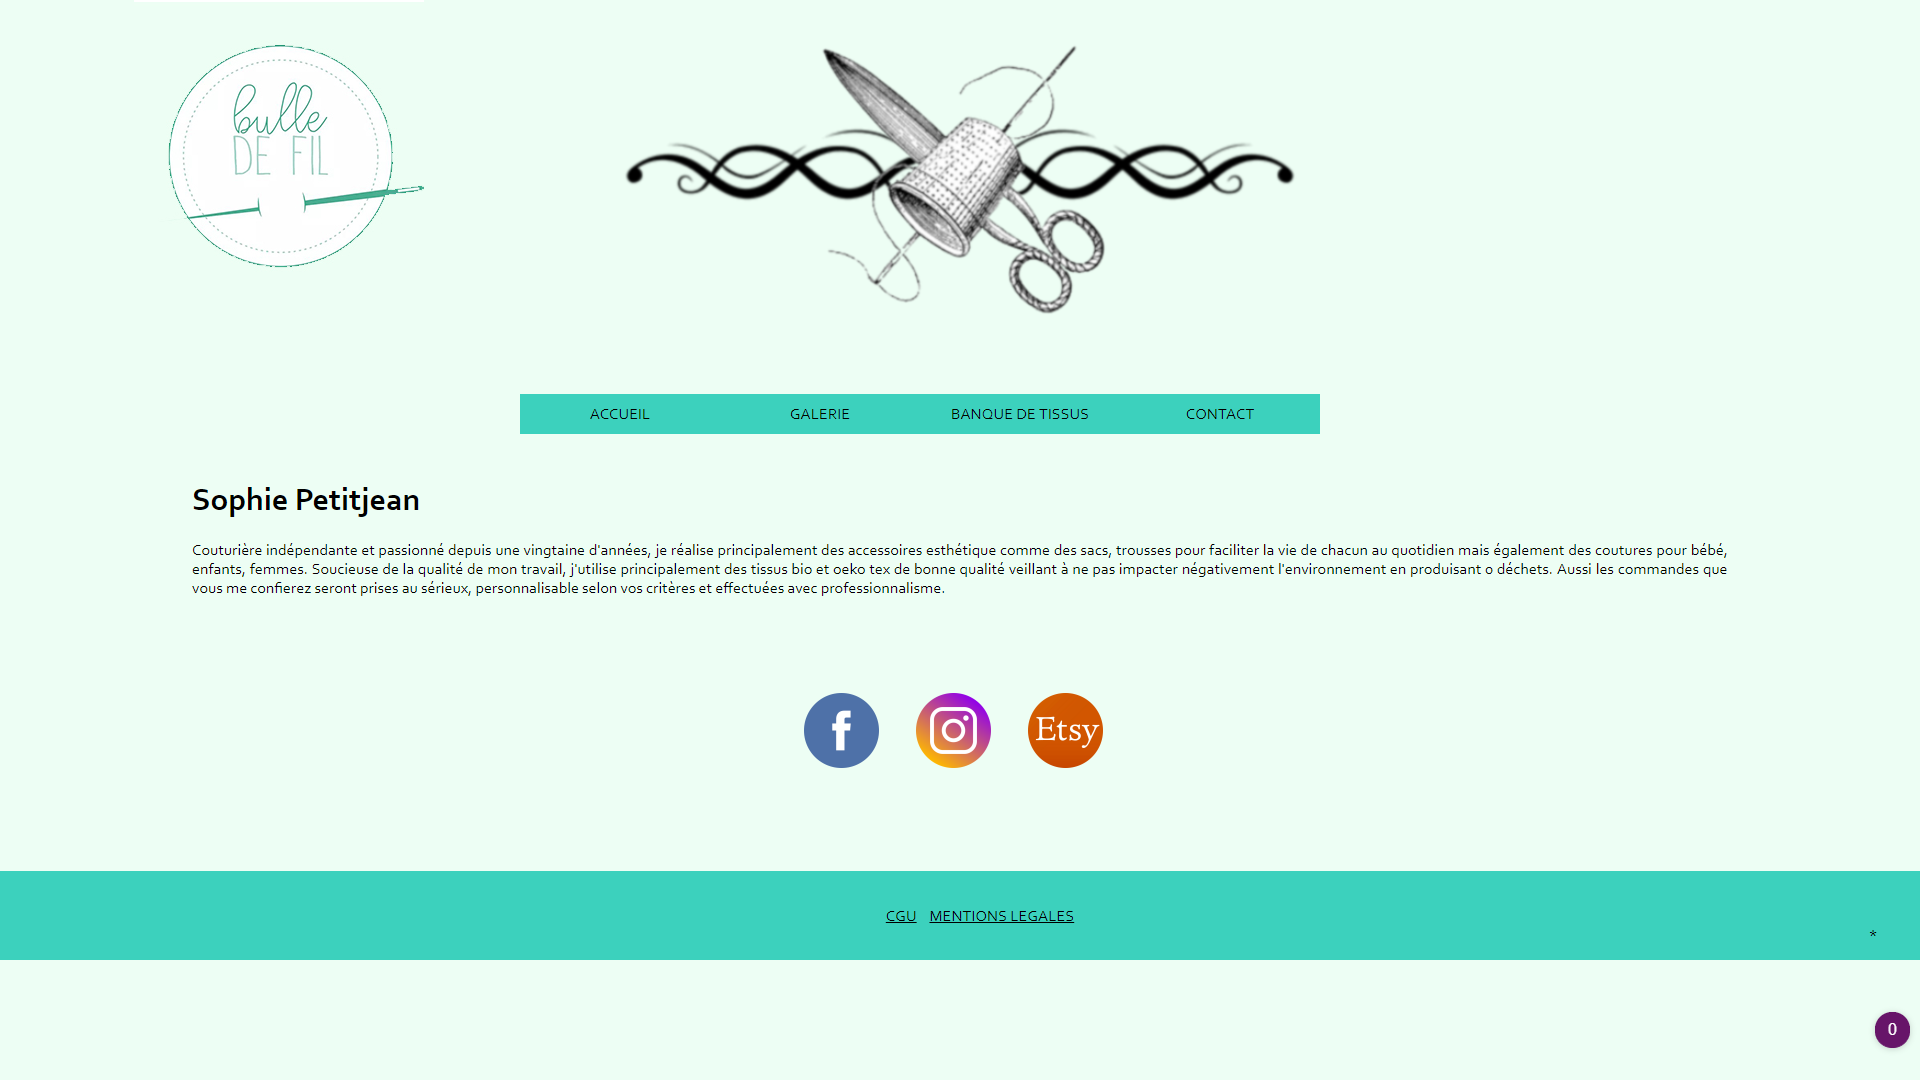 bulle
DE FIL
ACCUEIL GALERIE BANQUE DE TISSUS CONTACT
Sophie Petitjean
Couturière indépendante et passionné depuis une vingtaine d'années, je réalise principalement des accessoires esthétique comme des sacs, trousses pour faciliter la vie de chacun au quotidien mais également des coutures pour bébé,
enfants, femmes. Soucieuse de la qualité de mon travail, j'utilise principalement des tissus bio et oeko tex de bonne qualité veillant à ne pas impacter négativement l'environnement en produisant 0 déchets. Aussi les commandes que
vous me confierez seront prises au sérieux, personnalisable selon vos critères et effectuées avec professionnalisme.
f
Etsy
CGU MENTIONS LEGALES
*
0